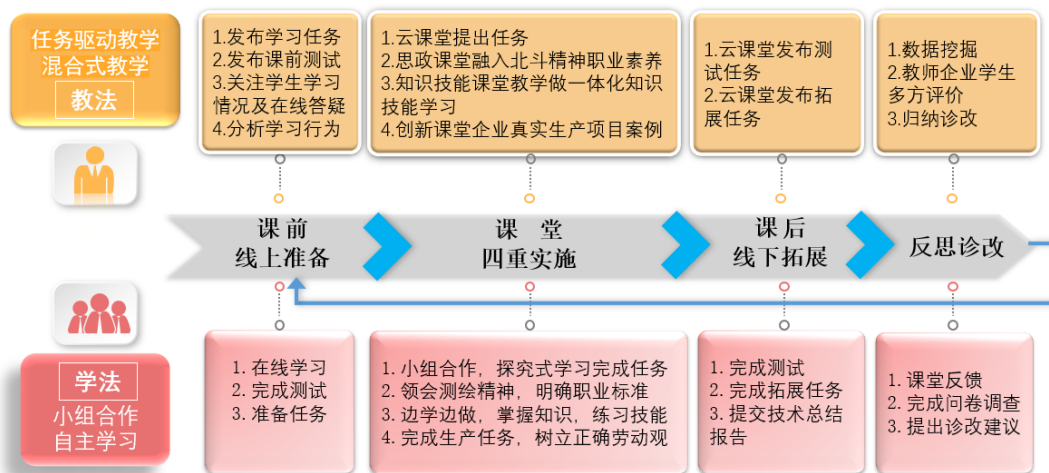 任务驱动教学
混合式教学
教法
1.发布学习任务
2.发布课前测试
3.关注学生学习
情况及在线答疑
4.分析学习行为
1.云课堂提出任务
2.思政课堂融入北斗精神职业素养
3.知识技能课堂教学做一体化知识
技能学习
4.创新课堂企业真实生产项目案例
1.云课堂发布测
试任务
2.云课堂发布拓
展任务
1.数据挖掘
2.教师企业学生
多方评价
3.归纳诊改
课前
线上准备
课 堂
四重实施
课后
线下拓展
反思诊改
学法
小组合作
自主学习
1. 在线学习
2. 完成测试
3. 准备任务
1. 小组合作，探究式学习完成任务
2. 领会测绘精神，明确职业标准
3. 边学边做，掌握知识，练习技能
4. 完成生产任务，树立正确劳动观
1. 完成测试
2. 完成拓展任务
3. 提交技术总结
报告
1. 课堂反馈
2. 完成问卷调查
3. 提出诊改建议